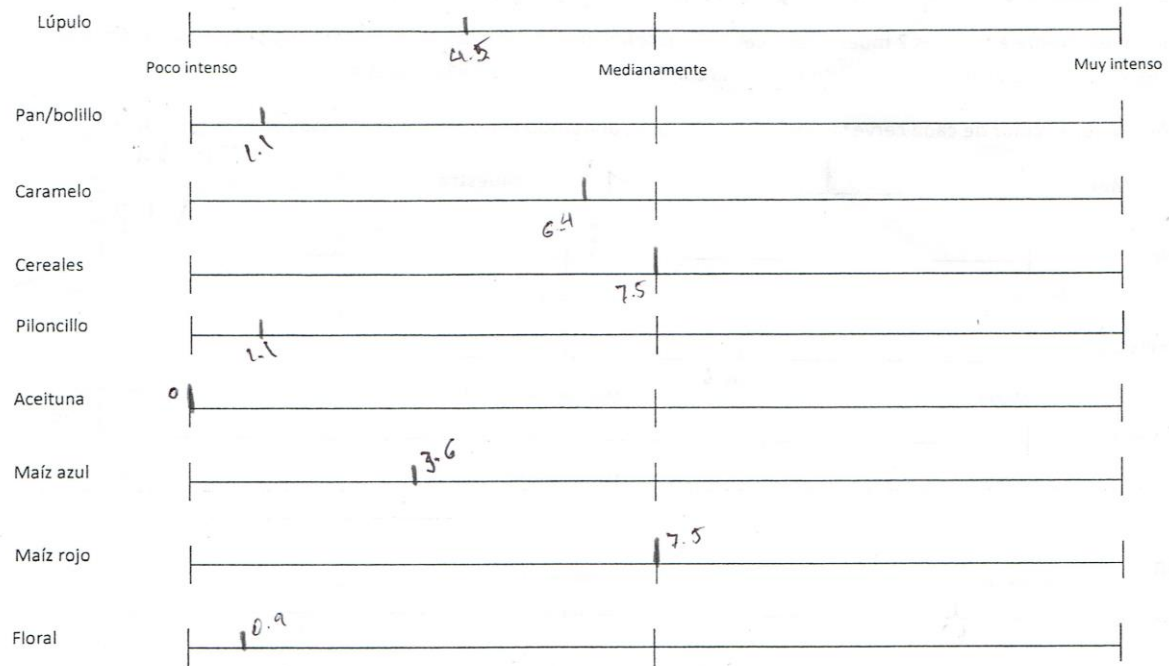 Lúpulo
4.5
Poco intenso Medianamente Muy intenso
Pan/bolillo
1.1
Caramelo
6.4
Cereales
7.5
Piloncillo
1.1
Aceituna
0
Maíz azul
3.6
Maíz rojo
7.5
Floral
0.9